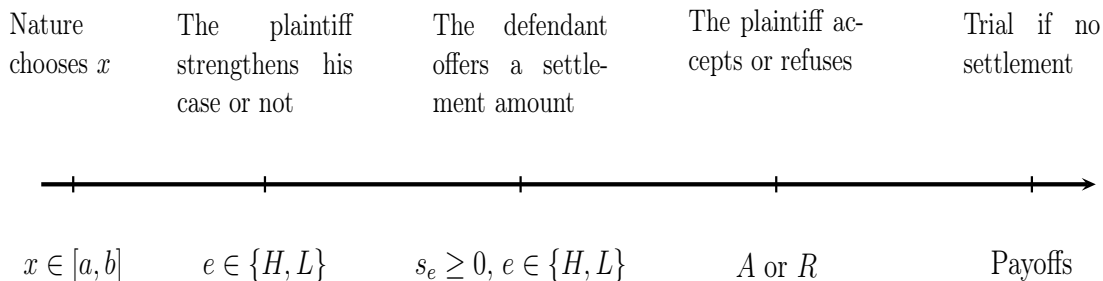 Nature
chooses x
The plaintiff
strengthens his
case or not
The defendant
offers a settle-
ment amount
The plaintiff ac-
cepts or refuses
Trial if no
settlement
x ∈ [a, b]
e ∈ {H, L}
s_e ≥ 0, e ∈ {H, L}
A or R
Payoffs